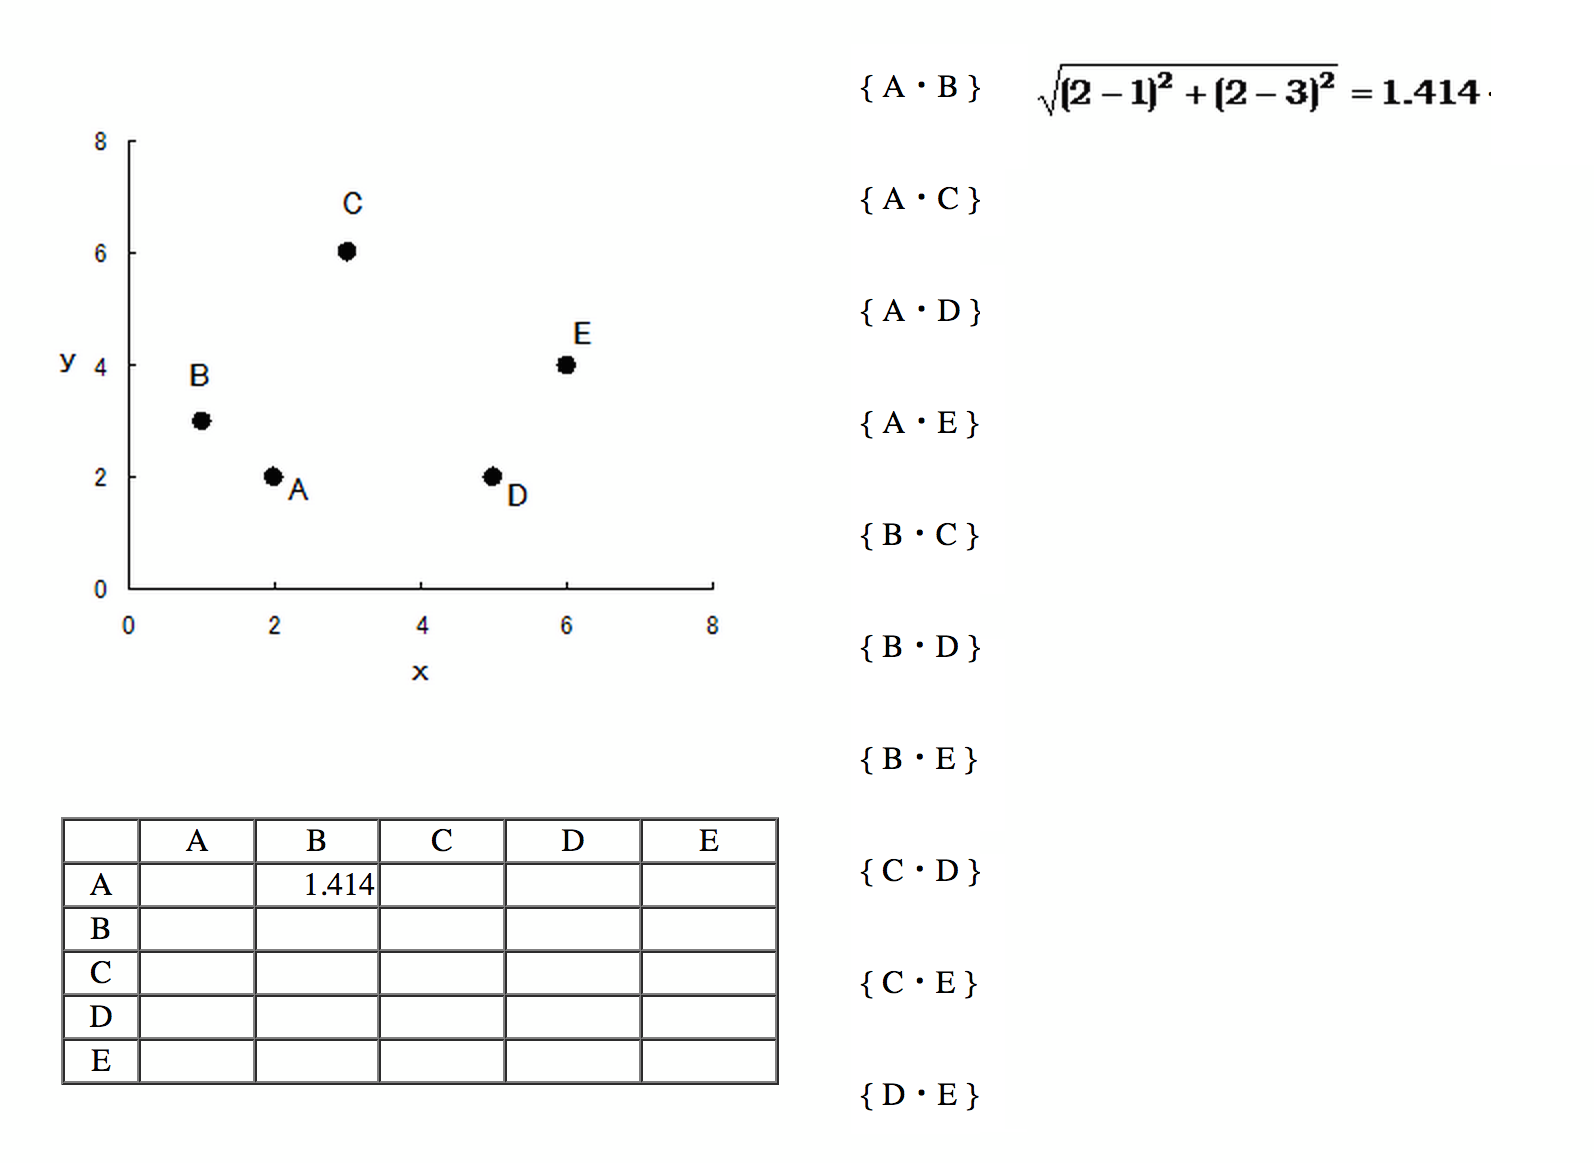 8
C
6
E
y 4
B
2
A
D
0
0 2 4 6 8
x
A B C D E
A 1.414
B
C
D
E
{ A・B } √(2 − 1)² + (2 − 3)² = 1.414 ·
{ A・C }
{ A・D }
{ A・E }
{ B・C }
{ B・D }
{ B・E }
{ C・D }
{ C・E }
{ D・E }